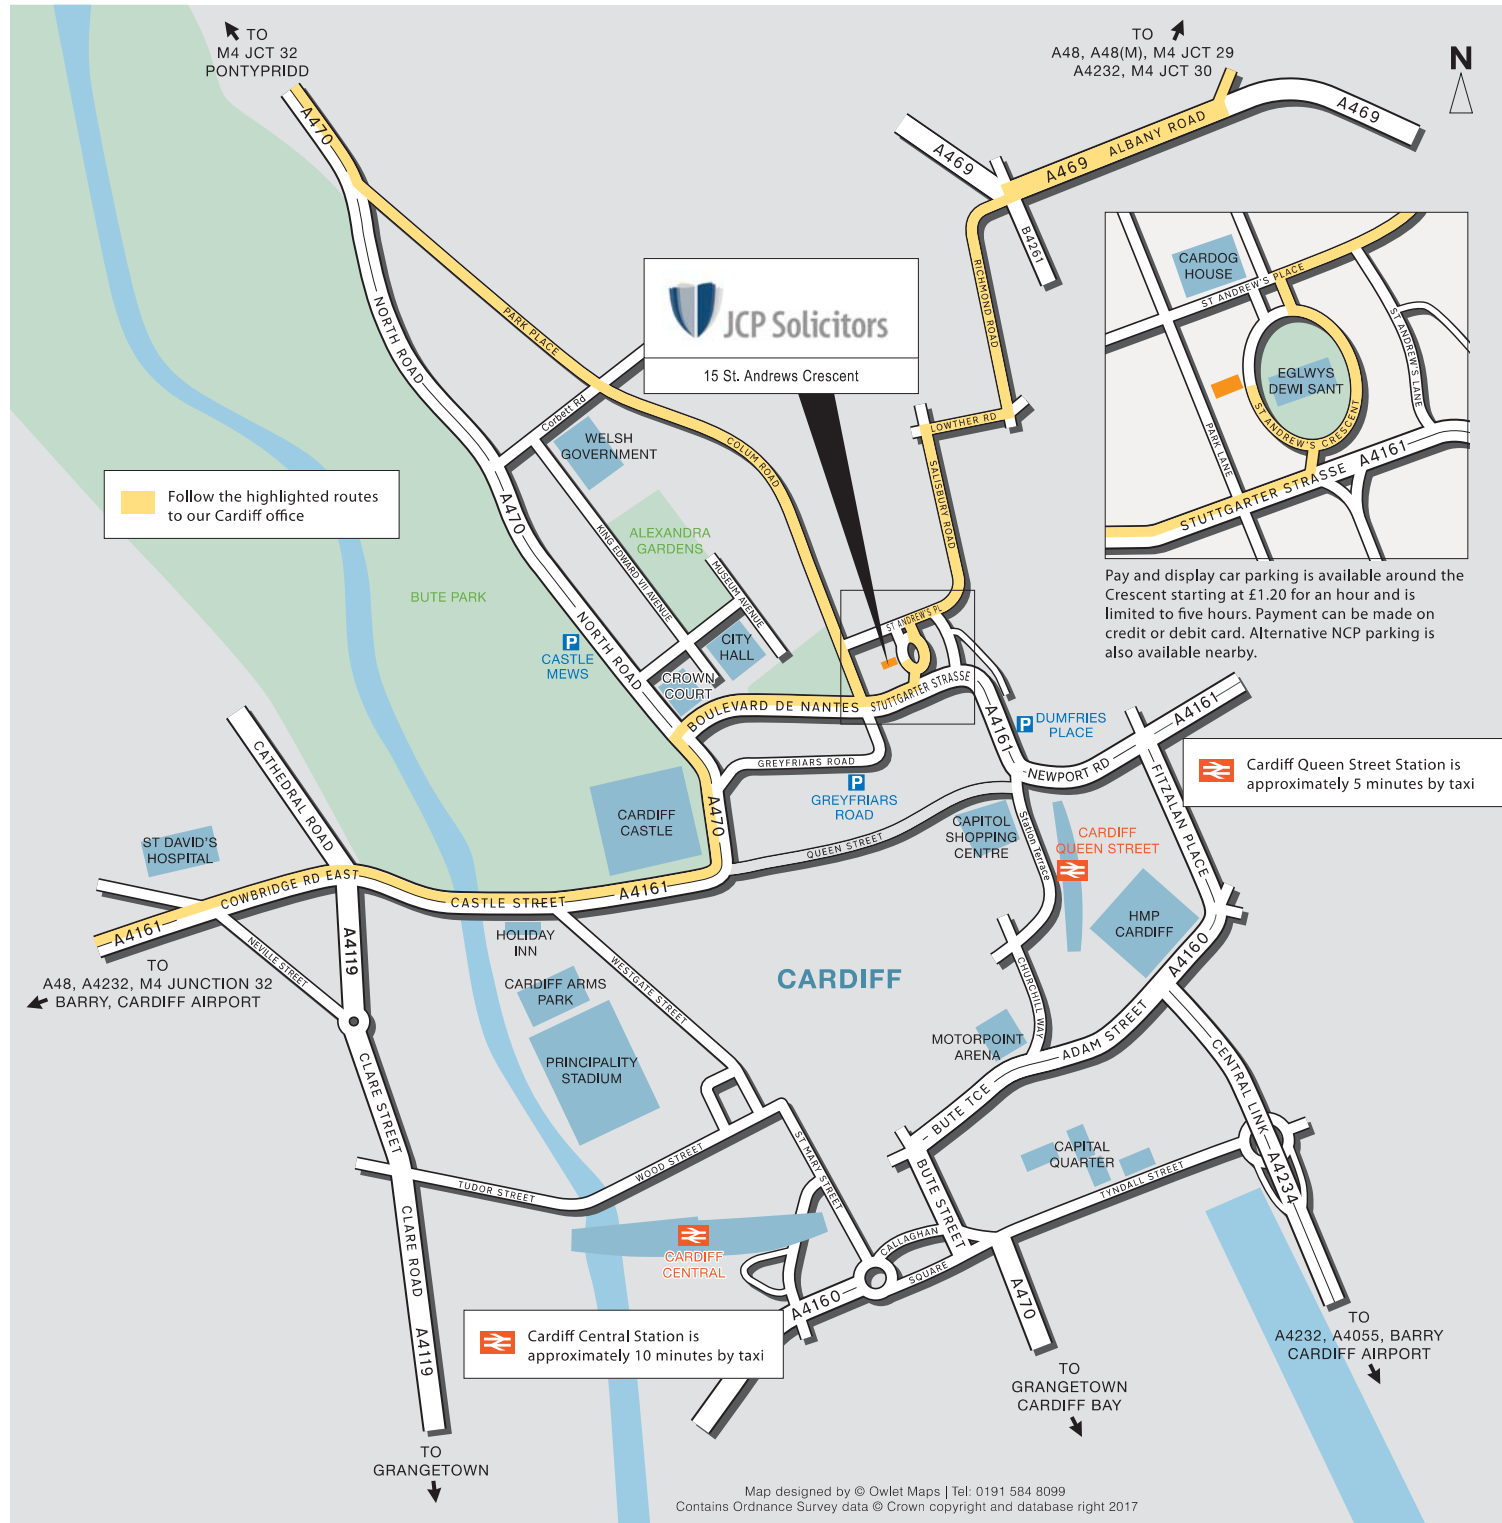 TO
M4 JCT 32
PONTYPRIDD
TO
A48, A48(M), M4 JCT 29
A4232, M4 JCT 30
N
A470
A469
A469
A469 ALBANY ROAD
B4261
RICHMOND ROAD
NORTH ROAD
PARK PLACE
JCP Solicitors
15 St. Andrews Crescent
CARDOG
HOUSE
ST ANDREW'S PLACE
ST ANDREW'S LANE
EGLWYS
DEWI SANT
ST ANDREW'S CRESCENT
PARK LANE
STUTTGARTER STRASSE A4161
Pay and display car parking is available around the
Crescent starting at £1.20 for an hour and is
limited to five hours. Payment can be made on
credit or debit card. Alternative NCP parking is
also available nearby.
Corbett Rd
WELSH
GOVERNMENT
COLUM ROAD
LOWTHER RD
SALISBURY ROAD
Follow the highlighted routes
to our Cardiff office
A470
KING EDWARD VII AVENUE
ALEXANDRA
GARDENS
MUSEUM AVENUE
BUTE PARK
NORTH ROAD
P
CASTLE
MEWS
CITY
HALL
CROWN
COURT
ST ANDREW'S PL
BOULEVARD DE NANTES
STUTTGARTER STRASSE
A4161
P
DUMFRIES
PLACE
A4161
NEWPORT RD
FITZALAN PLACE
Cardiff Queen Street Station is
approximately 5 minutes by taxi
GREYFRIARS ROAD
P
GREYFRIARS
ROAD
CATHEDRAL ROAD
CARDIFF
CASTLE
A470
QUEEN STREET
CAPITOL
SHOPPING
CENTRE
Station Terrace
CARDIFF
QUEEN STREET
ST DAVID'S
HOSPITAL
COWBRIDGE RD EAST
CASTLE STREET
A4161
A4161
HMP
CARDIFF
A4160
NEVILLE STREET
A4119
HOLIDAY
INN
TO
A48, A4232, M4 JUNCTION 32
BARRY, CARDIFF AIRPORT
CARDIFF ARMS
PARK
WESTGATE STREET
CARDIFF
CHURCHILL WAY
MOTORPOINT
ARENA
ADAM STREET
BUTE TCE
CENTRAL LINK
A4234
CLARE STREET
PRINCIPALITY
STADIUM
WOOD STREET
ST MARY STREET
TUDOR STREET
BUTE STREET
CAPITAL
QUARTER
TYNDALL STREET
CLARE ROAD
A4119
CARDIFF
CENTRAL
CALLAGHAN
SQUARE
A4160
A470
Cardiff Central Station is
approximately 10 minutes by taxi
TO
A4232, A4055, BARRY
CARDIFF AIRPORT
TO
GRANGETOWN
CARDIFF BAY
TO
GRANGETOWN
Map designed by © Owlet Maps | Tel: 0191 584 8099
Contains Ordnance Survey data © Crown copyright and database right 2017